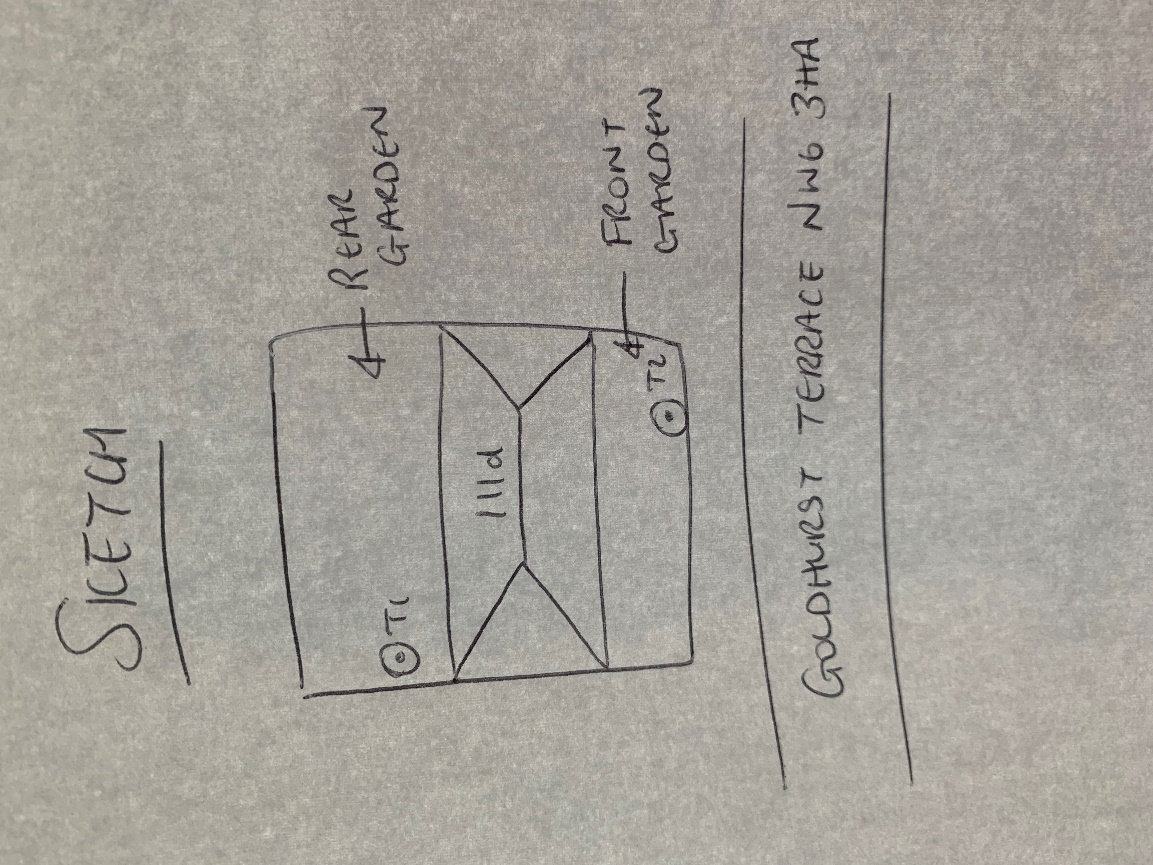 SKETCH
REAR
GARDEN
T1
111d
T2
FRONT
GARDEN
GOLDHURST TERRACE NW6 3HA